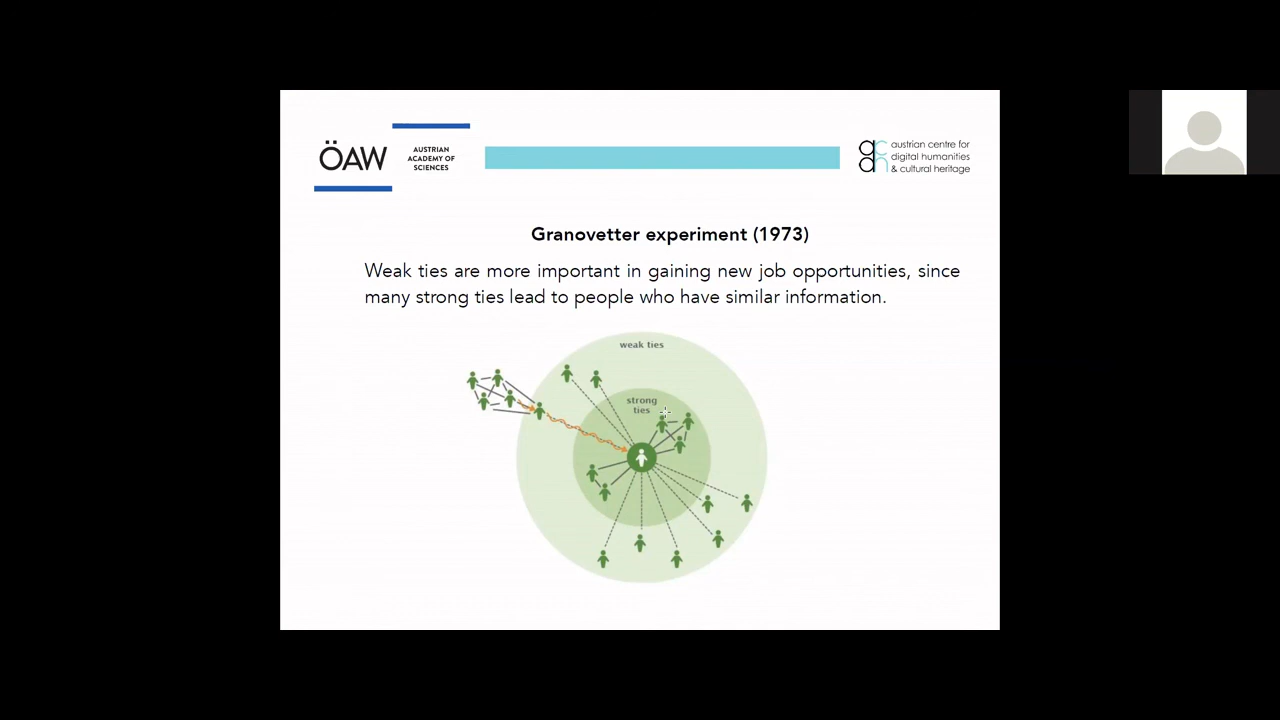 ÖAW
AUSTRIAN
ACADEMY OF
SCIENCES
austrian centre for
digital humanities
& cultural heritage
Granovetter experiment (1973)
Weak ties are more important in gaining new job opportunities, since
many strong ties lead to people who have similar information.
weak ties
strong
ties